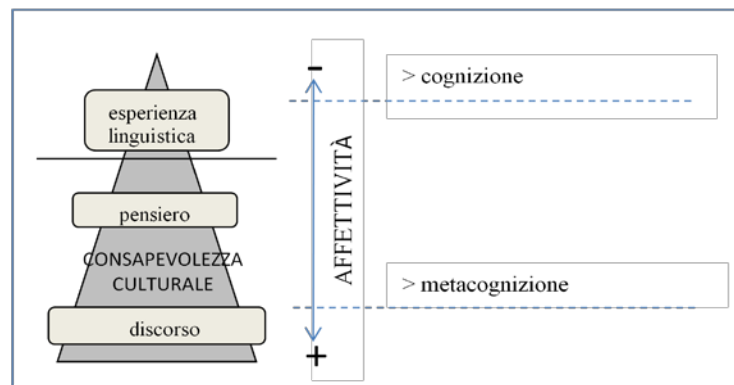 esperienza
linguistica
pensiero
CONSAPEVOLEZZA
CULTURALE
discorso
-
AFFETTIVITÀ
+
> cognizione
> metacognizione